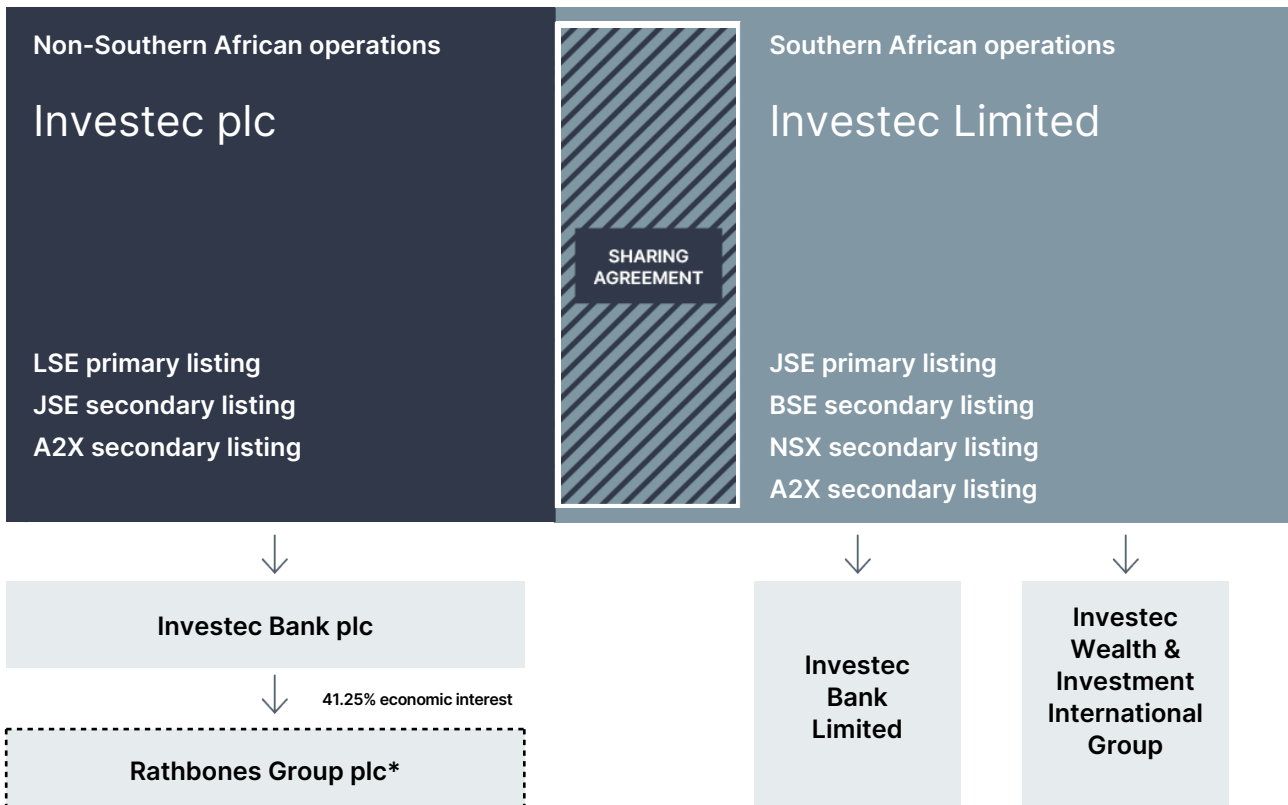 Non-Southern African operations
Investec plc
LSE primary listing
JSE secondary listing
A2X secondary listing
SHARING
AGREEMENT
Southern African operations
Investec Limited
JSE primary listing
BSE secondary listing
NSX secondary listing
A2X secondary listing
Investec Bank plc
41.25% economic interest
Rathbones Group plc*
Investec
Bank
Limited
Investec
Wealth &
Investment
International
Group